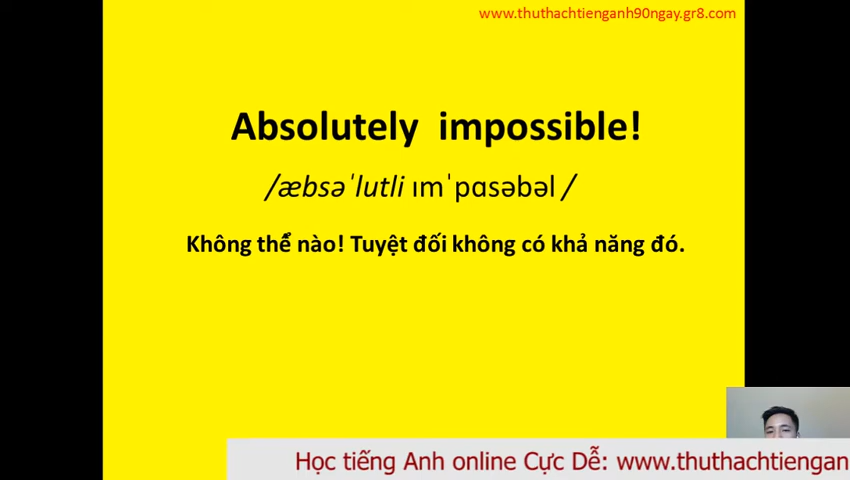 www.thuthachtienganh90ngay.gr8.com
Absolutely impossible!
/æbsəˈlutli ɪmˈpɑsəbəl /
Không thể nào! Tuyệt đối không có khả năng đó.
Học tiếng Anh online Cực Dễ: www.thuthachtiengan